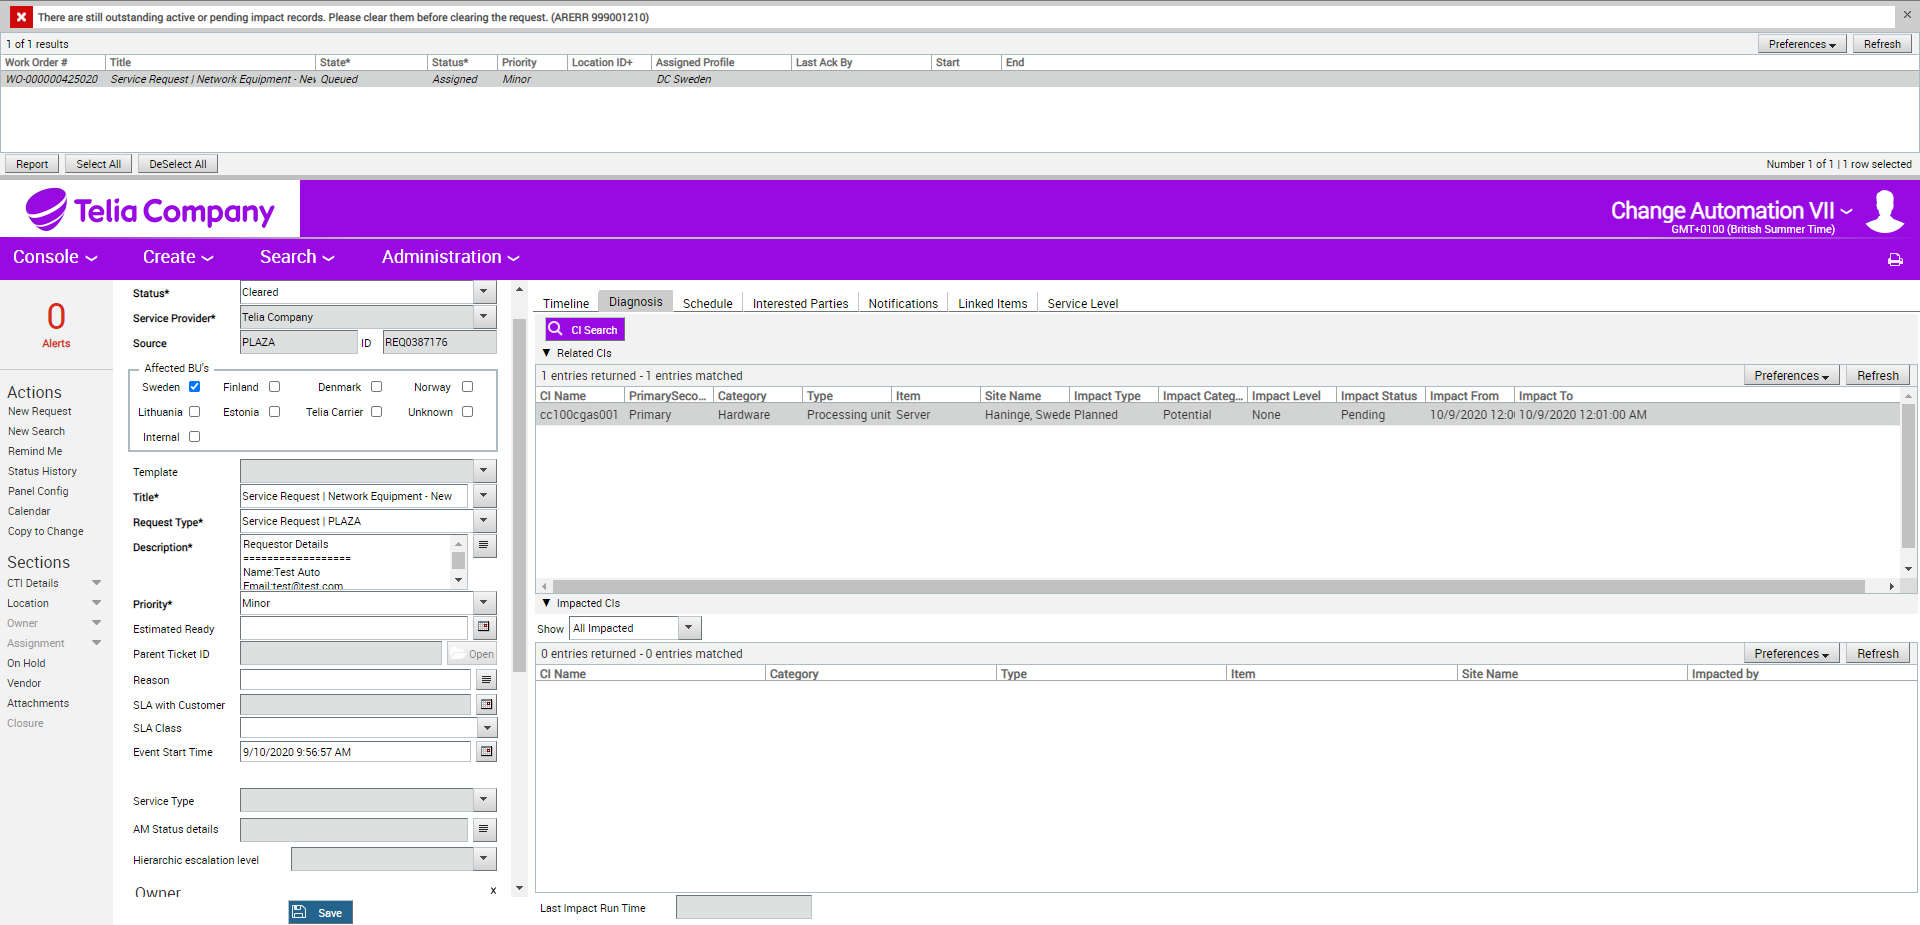 There are still outstanding active or pending impact records. Please clear them before clearing the request. (ARERR 999001210)
1 of 1 results
Preferences
Refresh
Work Order # Title State* Status* Priority Location ID+ Assigned Profile Last Ack By Start End
WO-000000425020 Service Request | Network Equipment - New Queued Assigned Minor DC Sweden
Report Select All DeSelect All
Number 1 of 1 | 1 row selected
Telia Company
Change Automation VII
GMT+0100 (British Summer Time)
Console Create Search Administration
0
Alerts
Actions
New Request
New Search
Remind Me
Status History
Panel Config
Calendar
Copy to Change
Sections
CTI Details
Location
Owner
Assignment
On Hold
Vendor
Attachments
Closure
Status* Cleared
Service Provider* Telia Company
Source PLAZA ID REQ0387176
Affected BU's
Sweden Finland Denmark Norway
Lithuania Estonia Telia Carrier Unknown
Internal
Template
Title* Service Request | Network Equipment - New
Request Type* Service Request | PLAZA
Description* Requestor Details
==================
Name:Test Auto
Email:test@test.com
Priority* Minor
Estimated Ready
Parent Ticket ID Open
Reason
SLA with Customer
SLA Class
Event Start Time 9/10/2020 9:56:57 AM
Service Type
AM Status details
Hierarchic escalation level
Owner x
Save
Timeline Diagnosis Schedule Interested Parties Notifications Linked Items Service Level
CI Search
Related CIs
1 entries returned - 1 entries matched
Preferences Refresh
CI Name PrimarySeco... Category Type Item Site Name Impact Type Impact Categ... Impact Level Impact Status Impact From Impact To
cc100cgas001 Primary Hardware Processing unit Server Haninge, Swede Planned Potential None Pending 10/9/2020 12:0 10/9/2020 12:01:00 AM
Impacted CIs
Show All Impacted
0 entries returned - 0 entries matched
Preferences Refresh
CI Name Category Type Item Site Name Impacted by
Last Impact Run Time